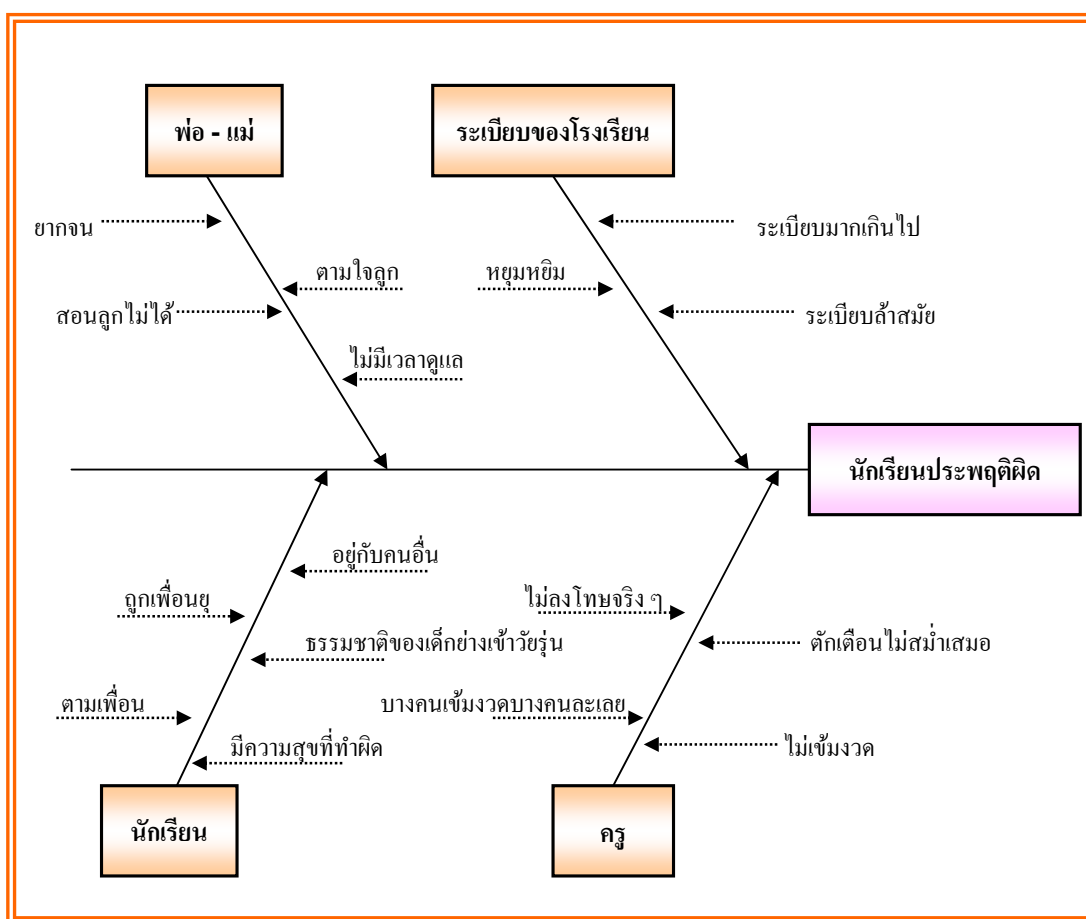 พ่อ - แม่
ระเบียบของโรงเรียน
ยากจน
ระเบียบมากเกินไป
ตามใจลูก
หยุมหยิม
สอนลูกไม่ได้
ระเบียบล้าสมัย
ไม่มีเวลาดูแล
นักเรียนประพฤติผิด
อยู่กับคนอื่น
ถูกเพื่อนยุ
ไม่ลงโทษจริง ๆ
ธรรมชาติของเด็กย่างเข้าวัยรุ่น
ตักเตือนไม่สม่ำเสมอ
ตามเพื่อน
บางคนเข้มงวดบางคนละเลย
มีความสุขที่ทำผิด
ไม่เข้มงวด
นักเรียน
ครู